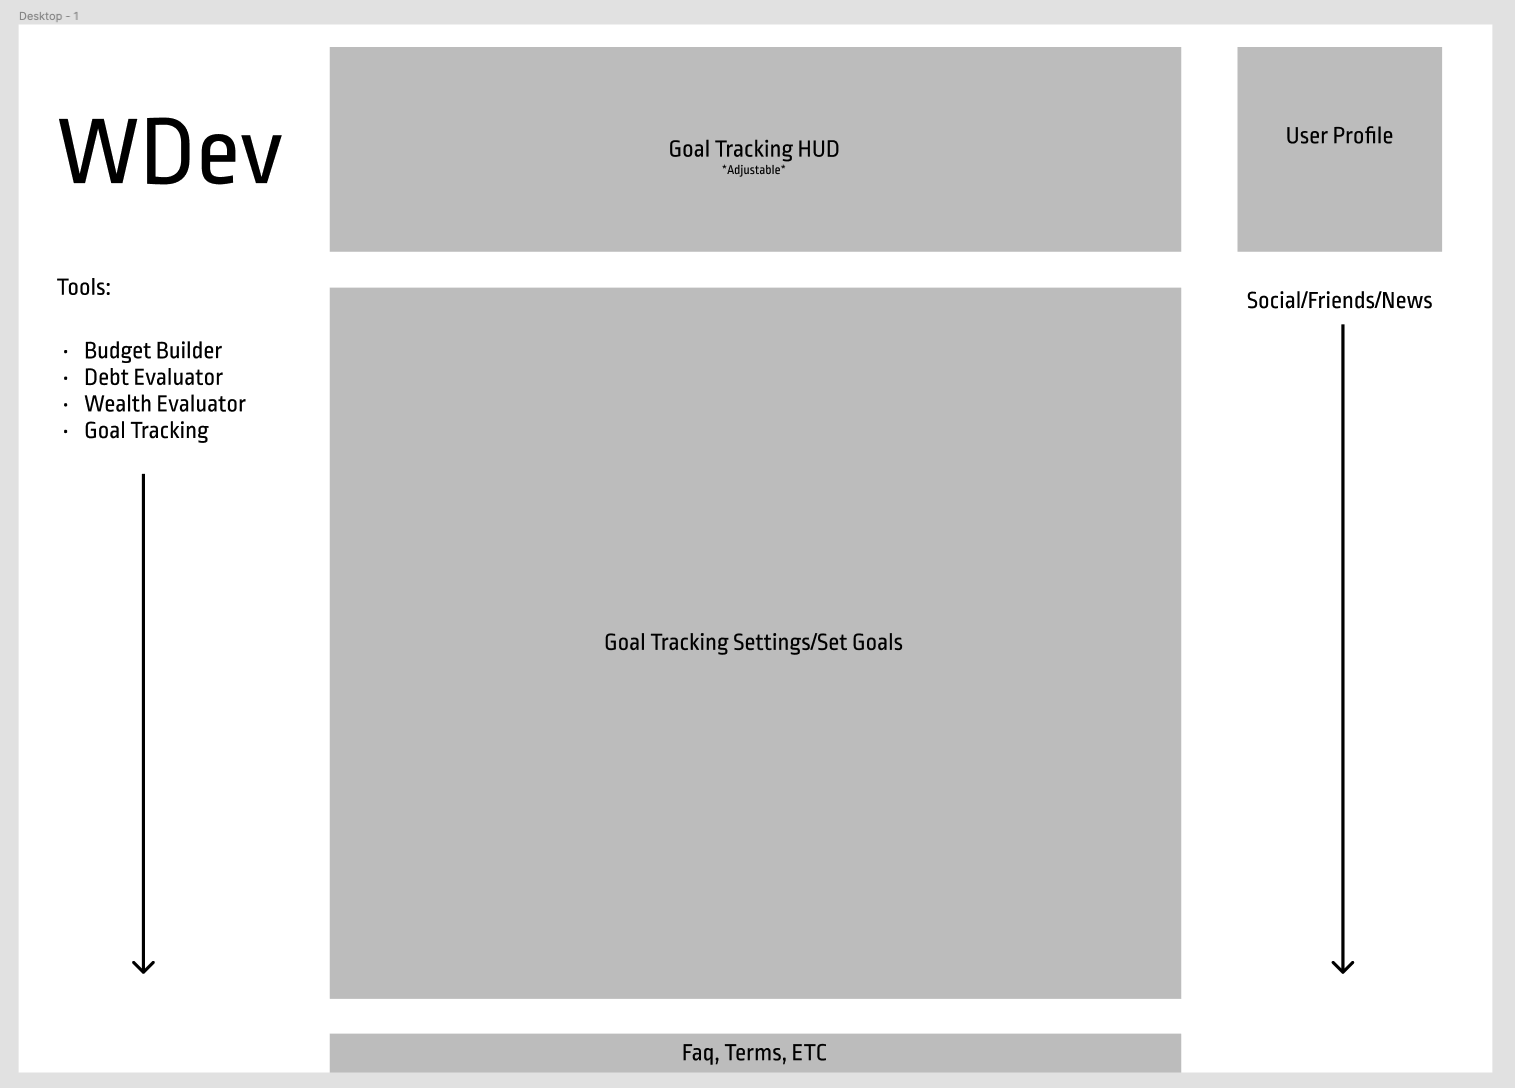 Desktop - 1
WDev
Goal Tracking HUD
*Adjustable*
User Profile
Tools:
· Budget Builder
· Debt Evaluator
· Wealth Evaluator
· Goal Tracking
Social/Friends/News
Goal Tracking Settings/Set Goals
Faq, Terms, ETC